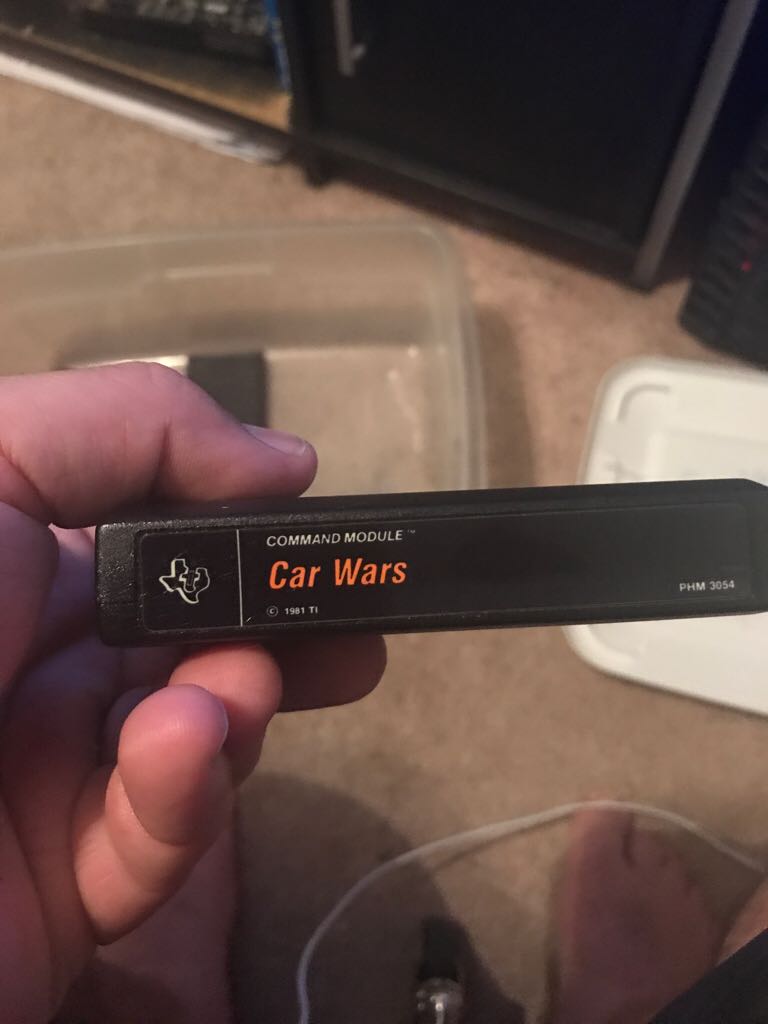 COMMAND MODULE™
Car Wars
© 1981 TI
PHM 3054